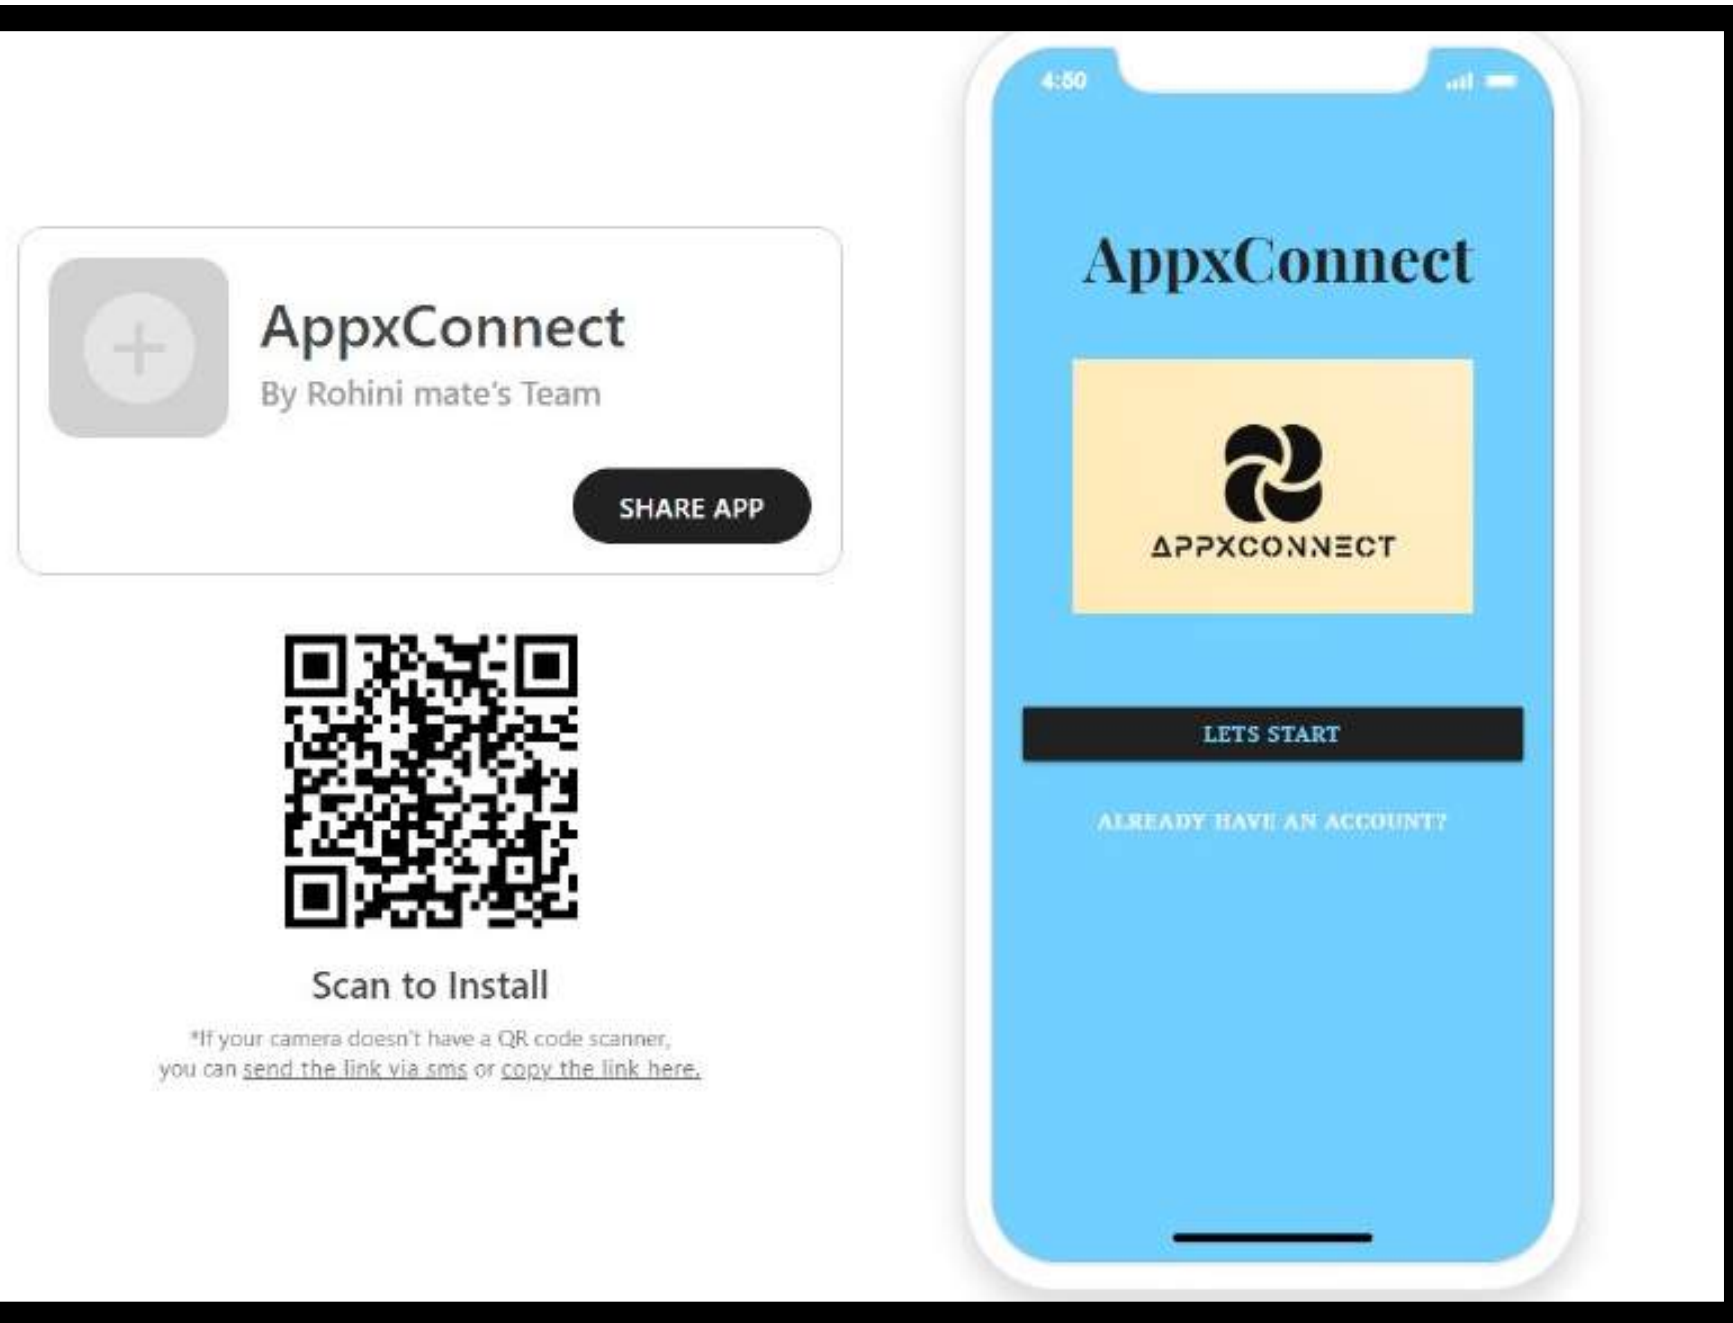 AppxConnect
By Rohini mate's Team
SHARE APP
Scan to Install
*If your camera doesn't have a QR code scanner,
you can send the link via sms or copy the link here.
4:50
AppxConnect
APPXCONNECT
LETS START
ALREADY HAVE AN ACCOUNT?